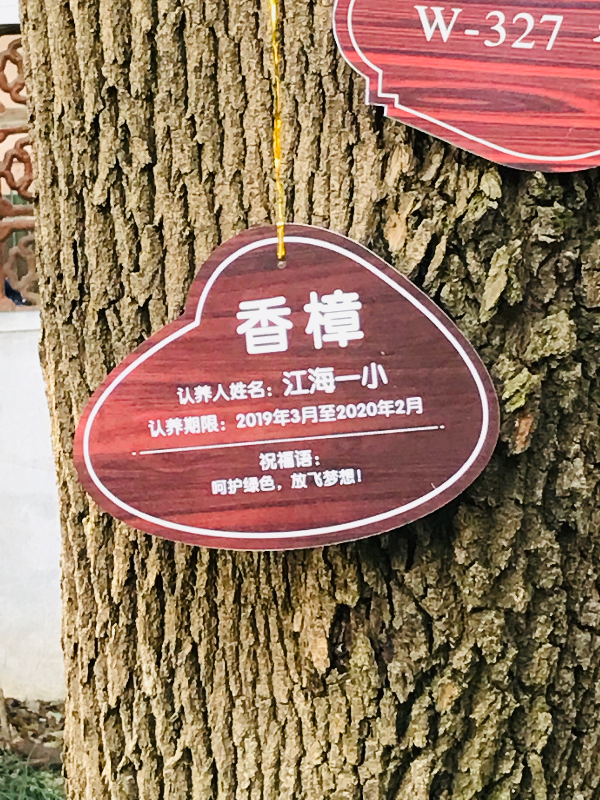 W-327
香樟
认养人姓名：江海一小
认养期限：2019年3月至2020年2月
祝福语：
呵护绿色，放飞梦想！